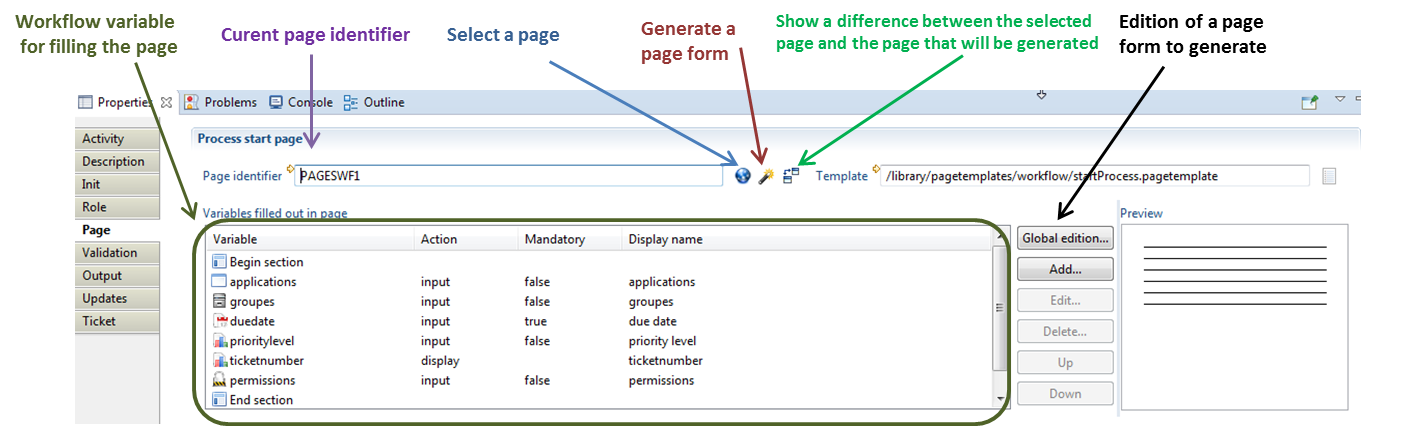 Workflow variable
for filling the page
Curent page identifier
Select a page
Generate a
page form
Show a difference between the selected
page and the page that will be generated
Edition of a page
form to generate
Properties Problems Console Outline
Activity
Description
Init
Role
Page
Validation
Output
Updates
Ticket
Process start page
Page identifier PAGESWF1 Template /library/pagetemplates/workflow/startProcess.pagetemplate
Variables filled out in page
Variable Action Mandatory Display name
Begin section
applications input false applications
groupes input false groupes
duedate input true due date
prioritylevel input false priority level
ticketnumber display ticketnumber
permissions input false permissions
End section
Global edition...
Add...
Edit...
Delete...
Up
Down
Preview